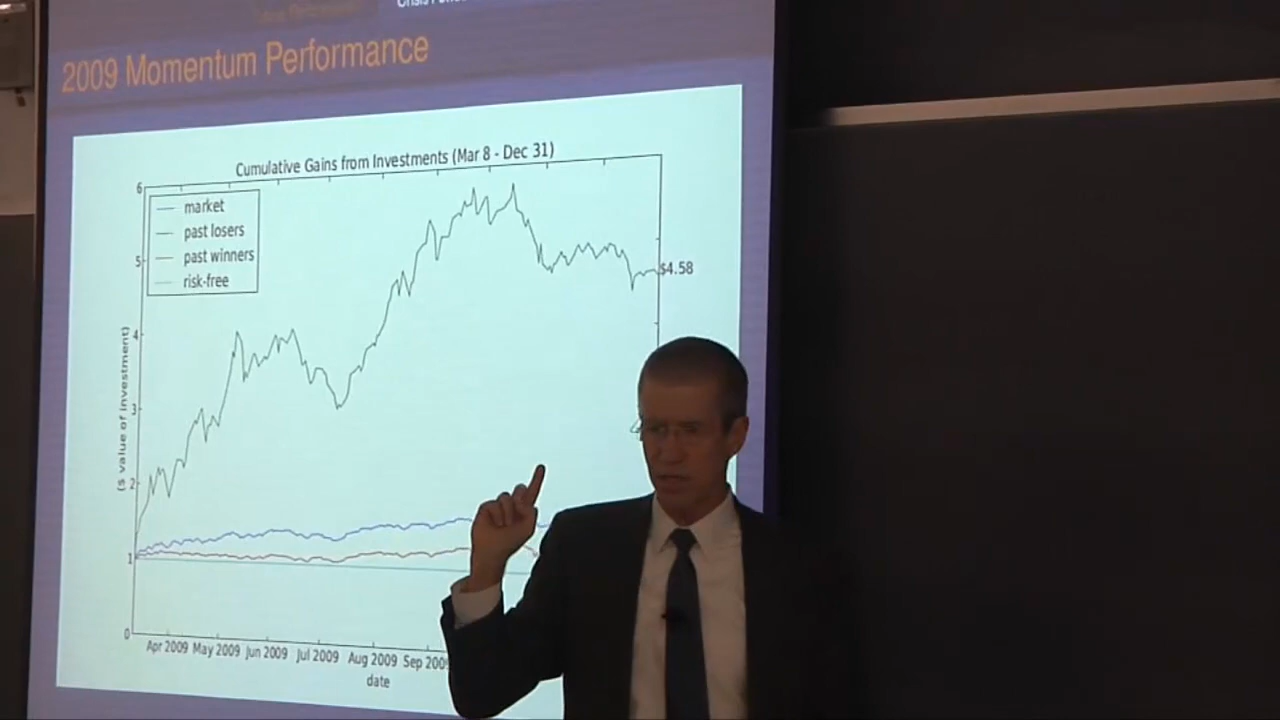 2009 Momentum Performance
Cumulative Gains from Investments (Mar 8 - Dec 31)
market
past losers
past winners
risk-free
6
5
4
3
2
1
0
($ value of investment)
$4.58
Apr 2009 May 2009 Jun 2009 Jul 2009 Aug 2009 Sep 2009
date